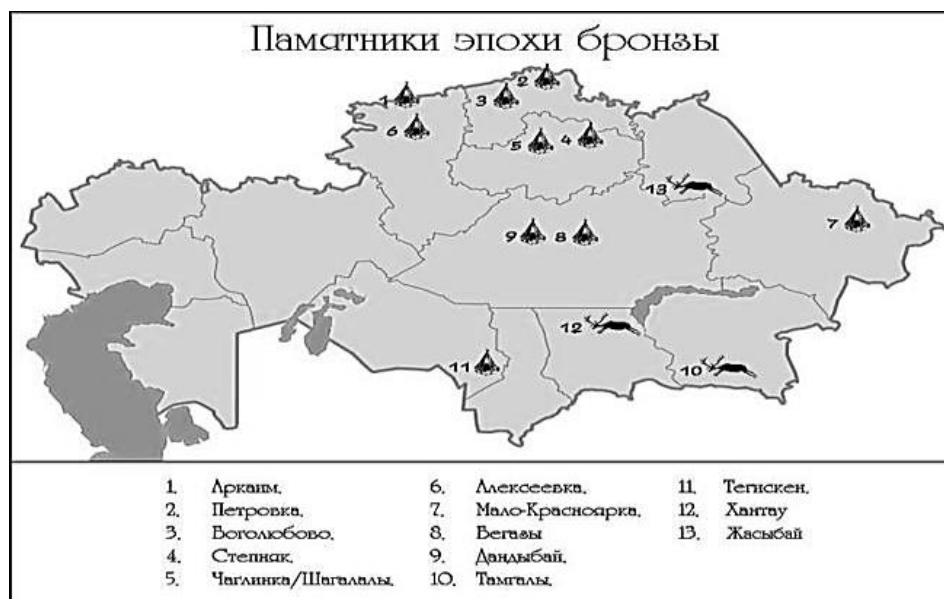 Памятники эпохи бронзы
2
1
3
6
5
4
13
7
9
8
12
11
10
1. Аркаим.
2. Петровка.
3. Боголюбово.
4. Степняк.
5. Чаглинка/Шагалалы.
6. Алексеевка.
7. Мало-Красноярка.
8. Бегазы
9. Дандыбай.
10. Тамгалы.
11. Тегискен.
12. Хантау
13. Жасыбай